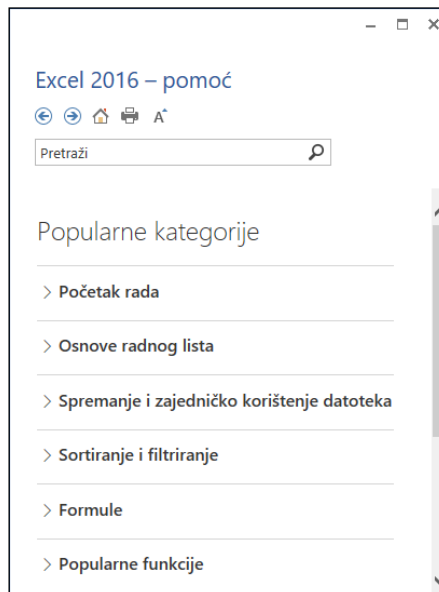 Excel 2016 – pomoć
A
Pretraži
Popularne kategorije
Početak rada
Osnove radnog lista
Spremanje i zajedničko korištenje datoteka
Sortiranje i filtriranje
Formule
Popularne funkcije